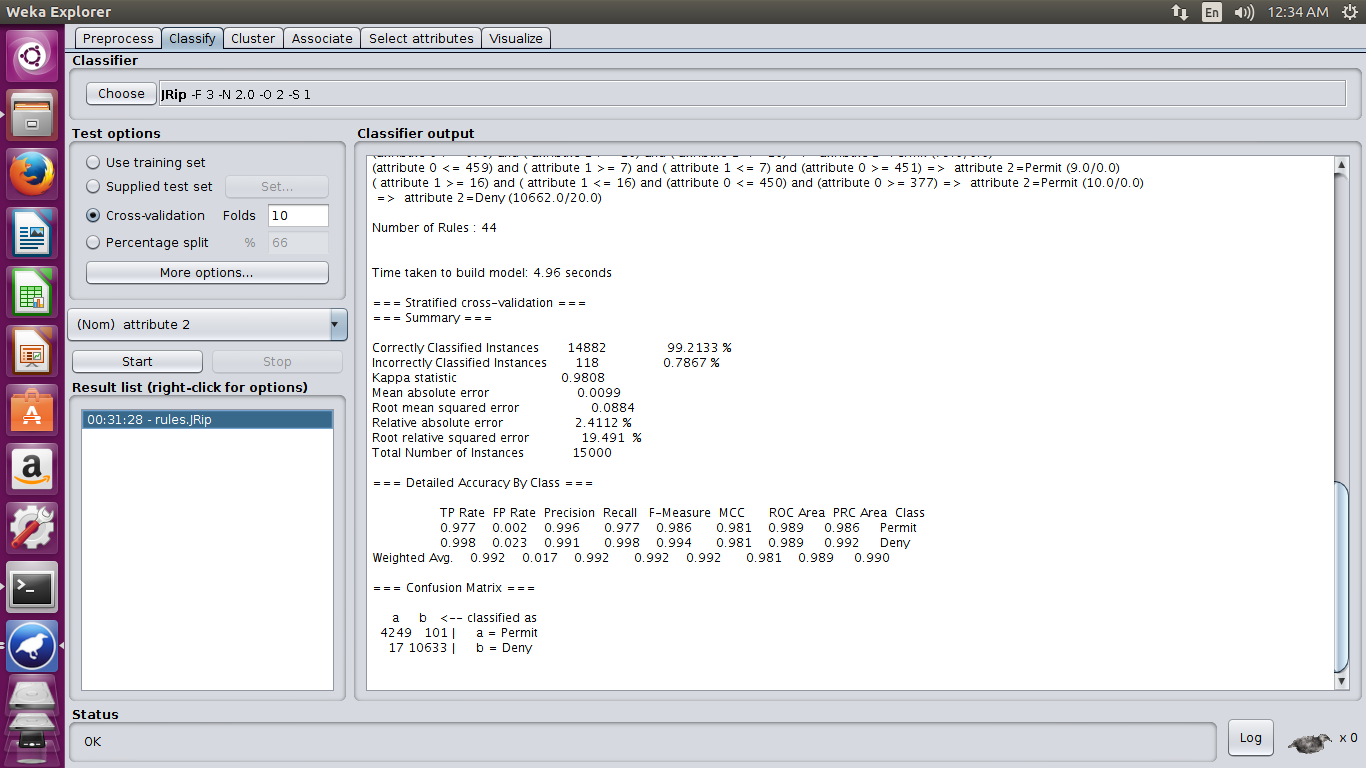 Weka Explorer
En 12:34 AM
Preprocess Classify Cluster Associate Select attributes Visualize
Classifier
Choose JRip -F 3 -N 2.0 -O 2 -S 1
Test options
Use training set
Supplied test set Set...
Cross-validation Folds 10
Percentage split % 66
More options...
(Nom) attribute 2
Start Stop
Result list (right-click for options)
00:31:28 - rules.JRip
Classifier output
(attribute 0 <= 459) and ( attribute 1 >= 7) and ( attribute 1 <= 7) and (attribute 0 >= 451) => attribute 2=Permit (9.0/0.0)
( attribute 1 >= 16) and ( attribute 1 <= 16) and (attribute 0 <= 450) and (attribute 0 >= 377) => attribute 2=Permit (10.0/0.0)
=> attribute 2=Deny (10662.0/20.0)
Number of Rules : 44
Time taken to build model: 4.96 seconds
=== Stratified cross-validation ===
=== Summary ===
Correctly Classified Instances 14882 99.2133 %
Incorrectly Classified Instances 118 0.7867 %
Kappa statistic 0.9808
Mean absolute error 0.0099
Root mean squared error 0.0884
Relative absolute error 2.4112 %
Root relative squared error 19.491 %
Total Number of Instances 15000
=== Detailed Accuracy By Class ===
TP Rate FP Rate Precision Recall F-Measure MCC ROC Area PRC Area Class
0.977 0.002 0.996 0.977 0.986 0.981 0.989 0.986 Permit
0.998 0.023 0.991 0.998 0.994 0.981 0.989 0.992 Deny
Weighted Avg. 0.992 0.017 0.992 0.992 0.992 0.981 0.989 0.990
=== Confusion Matrix ===
a b <-- classified as
4249 101 | a = Permit
17 10633 | b = Deny
Status
OK
Log x 0